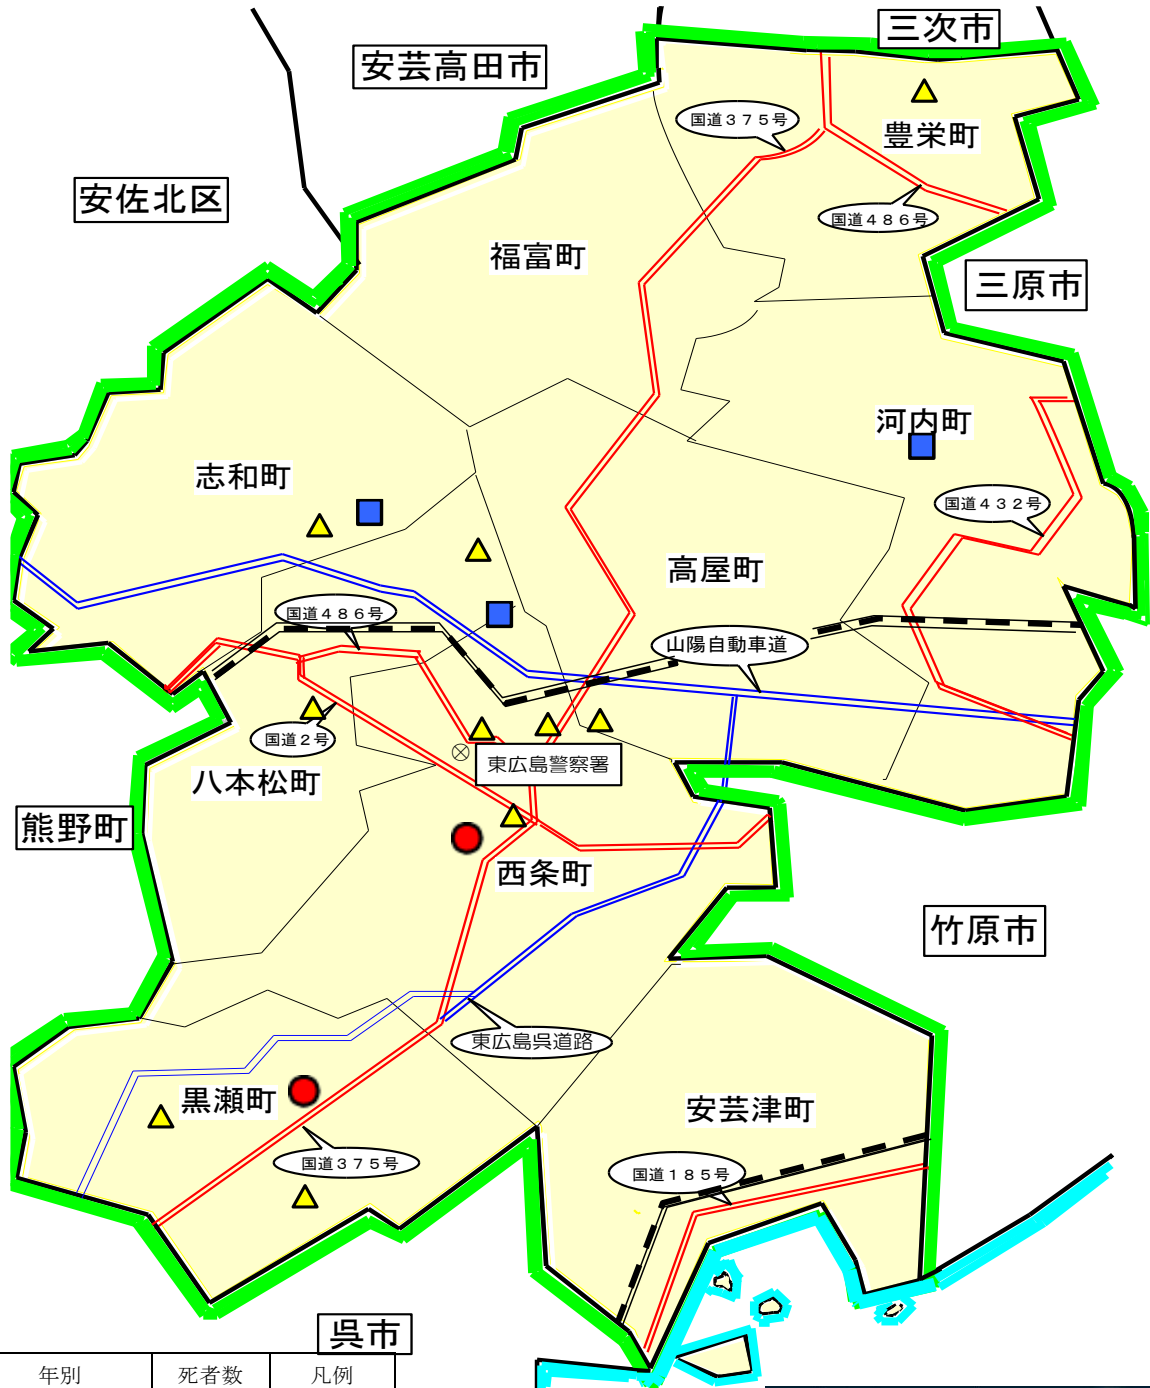 三次市
安芸高田市
国道375号
豊栄町
安佐北区
国道486号
福富町
三原市
河内町
志和町
国道432号
高屋町
国道486号
山陽自動車道
国道2号
東広島警察署
八本松町
熊野町
西条町
竹原市
東広島呉道路
黒瀬町
安芸津町
国道375号
国道185号
呉市
年別 死者数 凡例